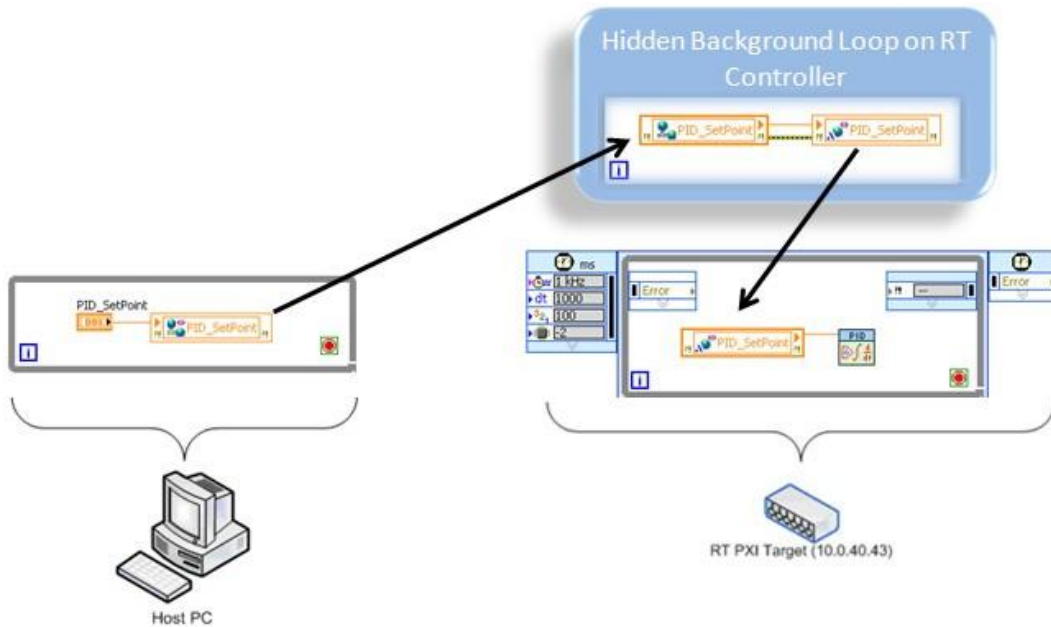 Hidden Background Loop on RT
Controller
PID_SetPoint
PID_SetPoint
i
PID_SetPoint
DBL
PID_SetPoint
i
ms
1 kHz
dt 1000
100
-2
Error
Error
PID_SetPoint
PID
i
Host PC
RT PXI Target (10.0.40.43)